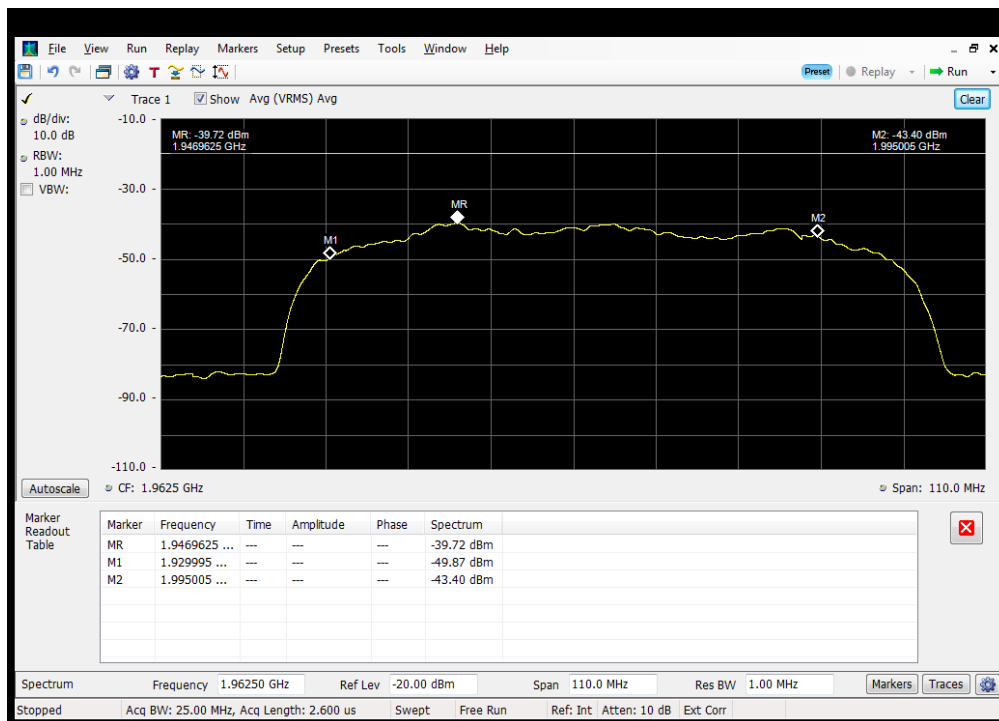 File View Run Replay Markers Setup Presets Tools Window Help
Preset Replay Run
Trace 1 Show Avg (VRMS) Avg Clear
dB/div:
10.0 dB
RBW:
1.00 MHz
VBW:
-10.0
-30.0
-50.0
-70.0
-90.0
-110.0
MR: -39.72 dBm
1.9469625 GHz
M2: -43.40 dBm
1.995005 GHz
M1
MR
M2
Autoscale CF: 1.9625 GHz Span: 110.0 MHz
Marker
Readout
Table
Marker Frequency Time Amplitude Phase Spectrum
MR 1.9469625 ... --- --- --- -39.72 dBm
M1 1.929995 ... --- --- --- -49.87 dBm
M2 1.995005 ... --- --- --- -43.40 dBm
Spectrum Frequency 1.96250 GHz Ref Lev -20.00 dBm Span 110.0 MHz Res BW 1.00 MHz Markers Traces
Stopped Acq BW: 25.00 MHz, Acq Length: 2.600 us Swept Free Run Ref: Int Atten: 10 dB Ext Corr